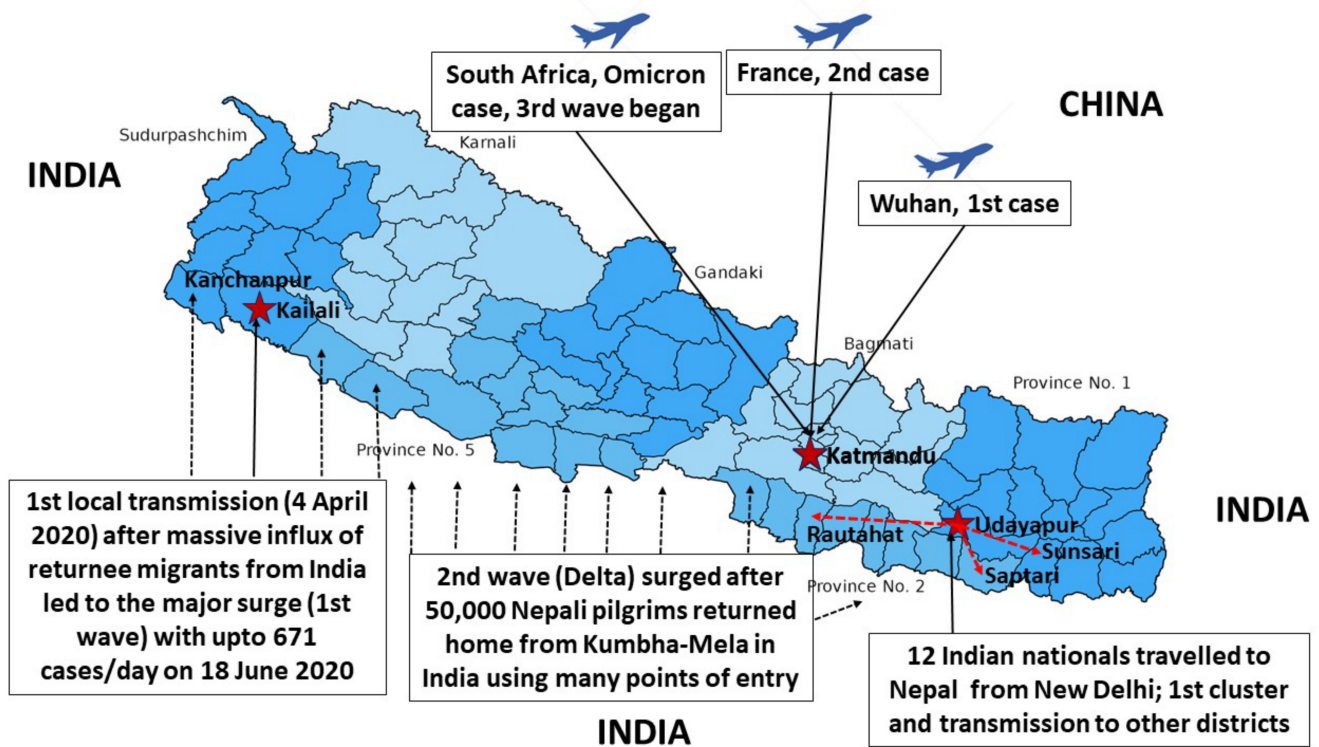 South Africa, Omicron
case, 3rd wave began
France, 2nd case
CHINA
Wuhan, 1st case
INDIA
Sudurpashchim
Karnali
Gandaki
Bagmati
Province No. 1
Kanchanpur
Kailali
Province No. 5
Katmandu
INDIA
Udayapur
Rautahat
Sunsari
Saptari
Province No. 2
1st local transmission (4 April
2020) after massive influx of
returnee migrants from India
led to the major surge (1st
wave) with upto 671
cases/day on 18 June 2020
2nd wave (Delta) surged after
50,000 Nepali pilgrims returned
home from Kumbha-Mela in
India using many points of entry
12 Indian nationals travelled to
Nepal from New Delhi; 1st cluster
and transmission to other districts
INDIA